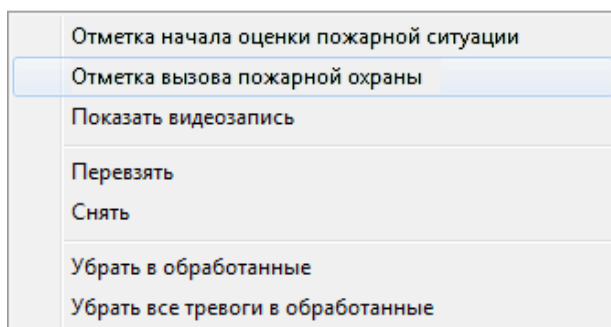 Отметка начала оценки пожарной ситуации
Отметка вызова пожарной охраны
Показать видеозапись
Перевзять
Снять
Убрать в обработанные
Убрать все тревоги в обработанные